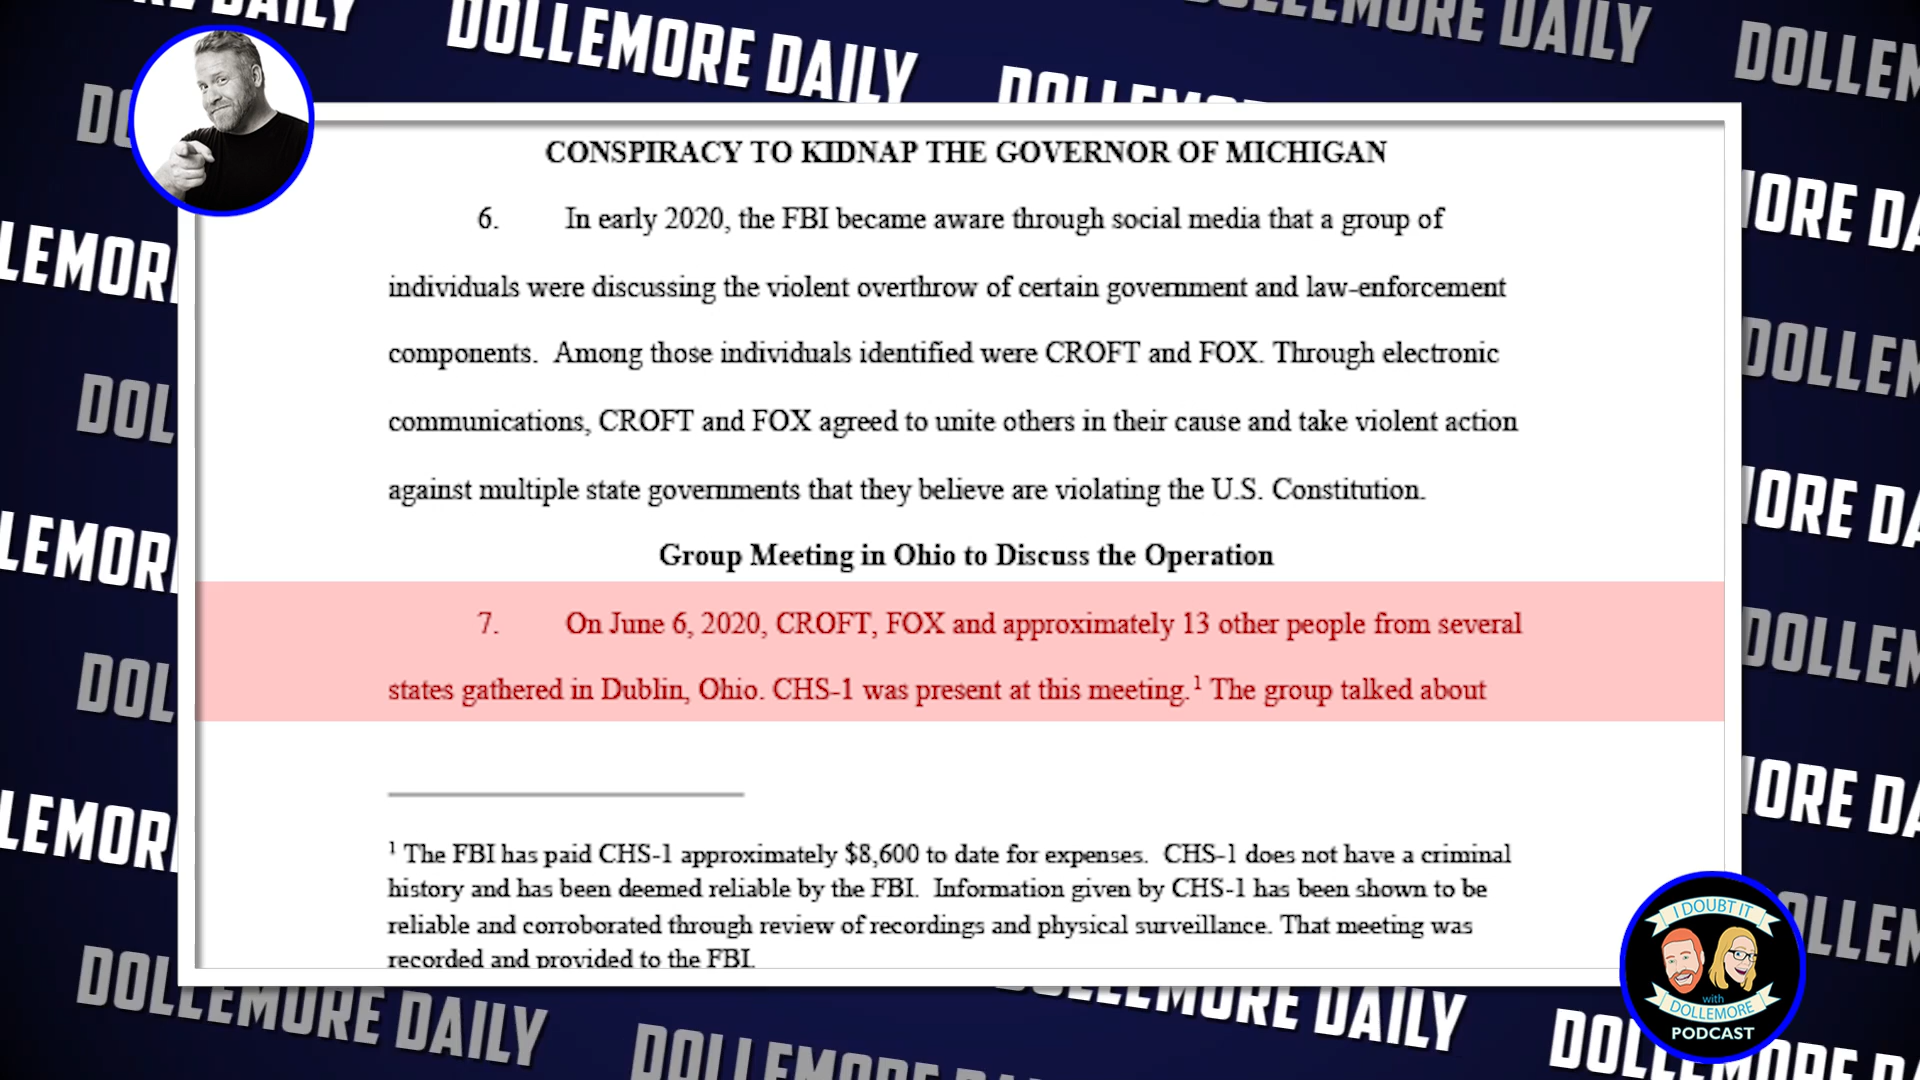 DOLLEMORE DAILY
CONSPIRACY TO KIDNAP THE GOVERNOR OF MICHIGAN
6. In early 2020, the FBI became aware through social media that a group of
individuals were discussing the violent overthrow of certain government and law-enforcement
components. Among those individuals identified were CROFT and FOX. Through electronic
communications, CROFT and FOX agreed to unite others in their cause and take violent action
against multiple state governments that they believe are violating the U.S. Constitution.
Group Meeting in Ohio to Discuss the Operation
7. On June 6, 2020, CROFT, FOX and approximately 13 other people from several
states gathered in Dublin, Ohio. CHS-1 was present at this meeting.¹ The group talked about
¹ The FBI has paid CHS-1 approximately $8,600 to date for expenses. CHS-1 does not have a criminal
history and has been deemed reliable by the FBI. Information given by CHS-1 has been shown to be
reliable and corroborated through review of recordings and physical surveillance. That meeting was
recorded and provided to the FBI.
I DOUBT IT
with
DOLLEMORE
PODCAST
DOLLEMORE DAILY